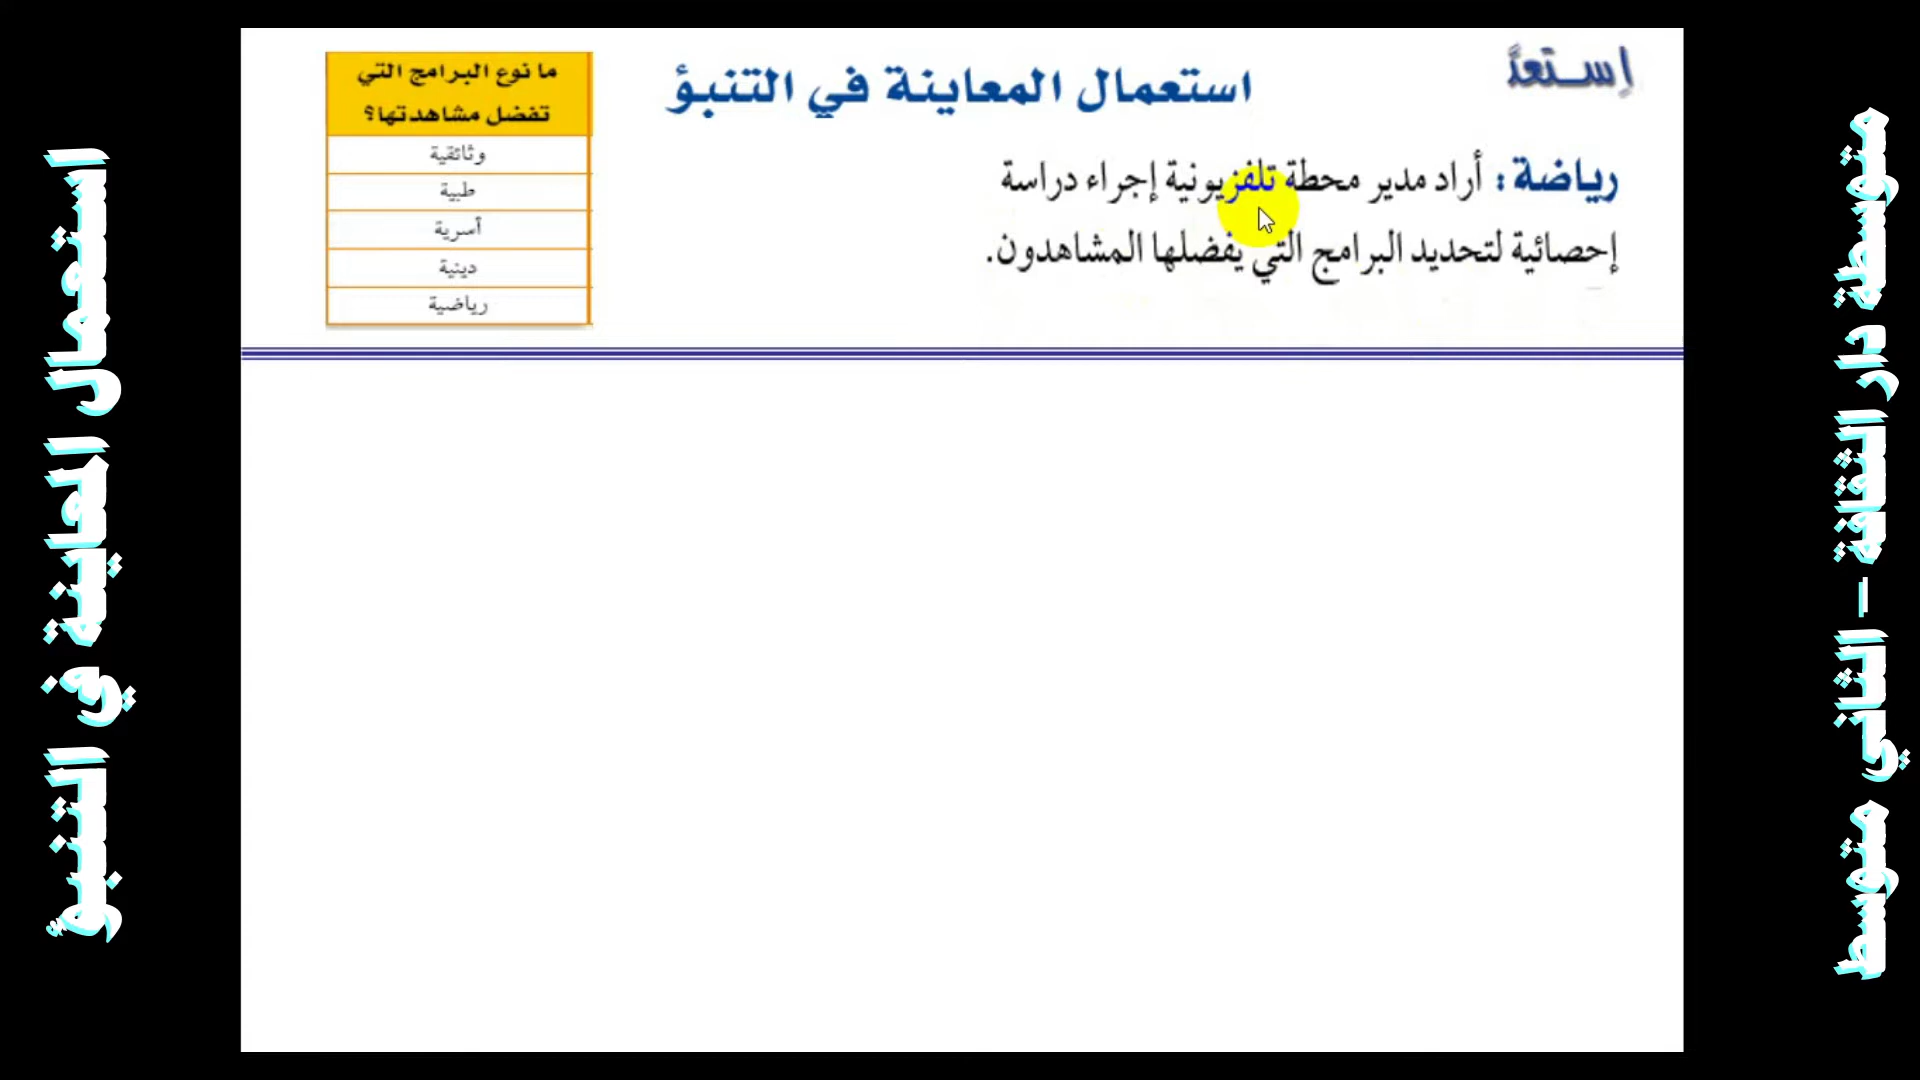 متوسطة دار الثقافة – الثاني متوسط
إستعدَّ
استعمال المعاينة في التنبؤ
رياضة : أراد مدير محطة تلفزيونية إجراء دراسة
إحصائية لتحديد البرامج التي يفضلها المشاهدون.
ما نوع البرامج التي
تفضل مشاهدتها؟
وثائقية
طبية
أسرية
دينية
رياضية
استعمال المعاينة في التنبؤ